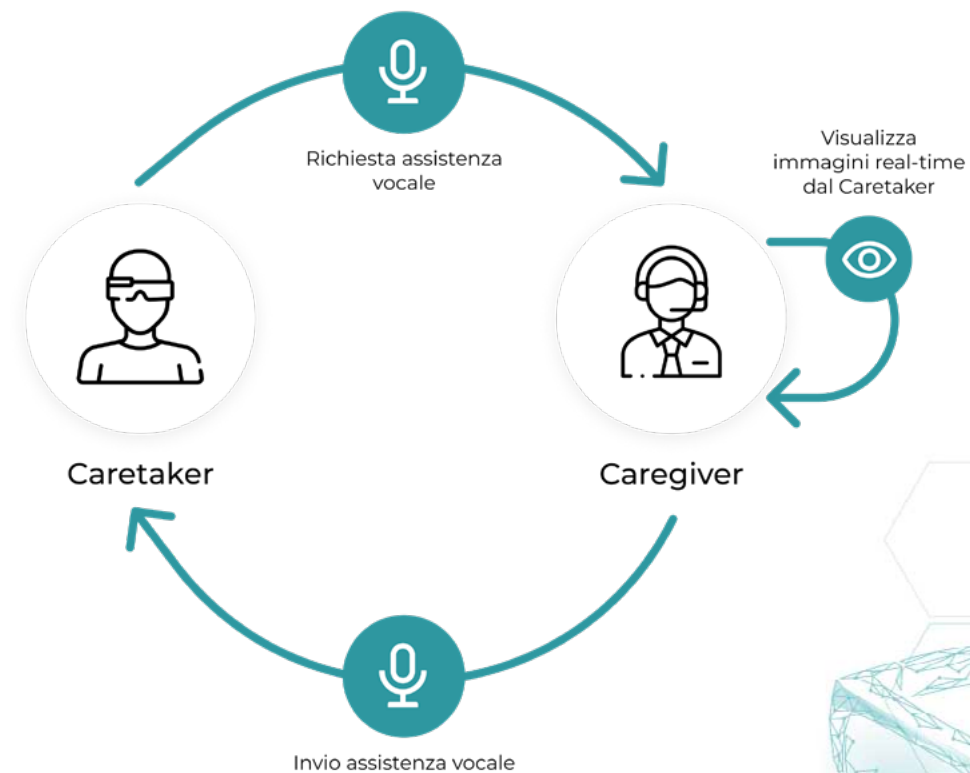 Richiesta assistenza
vocale
Visualizza
immagini real-time
dal Caretaker
Caretaker
Caregiver
Invio assistenza vocale